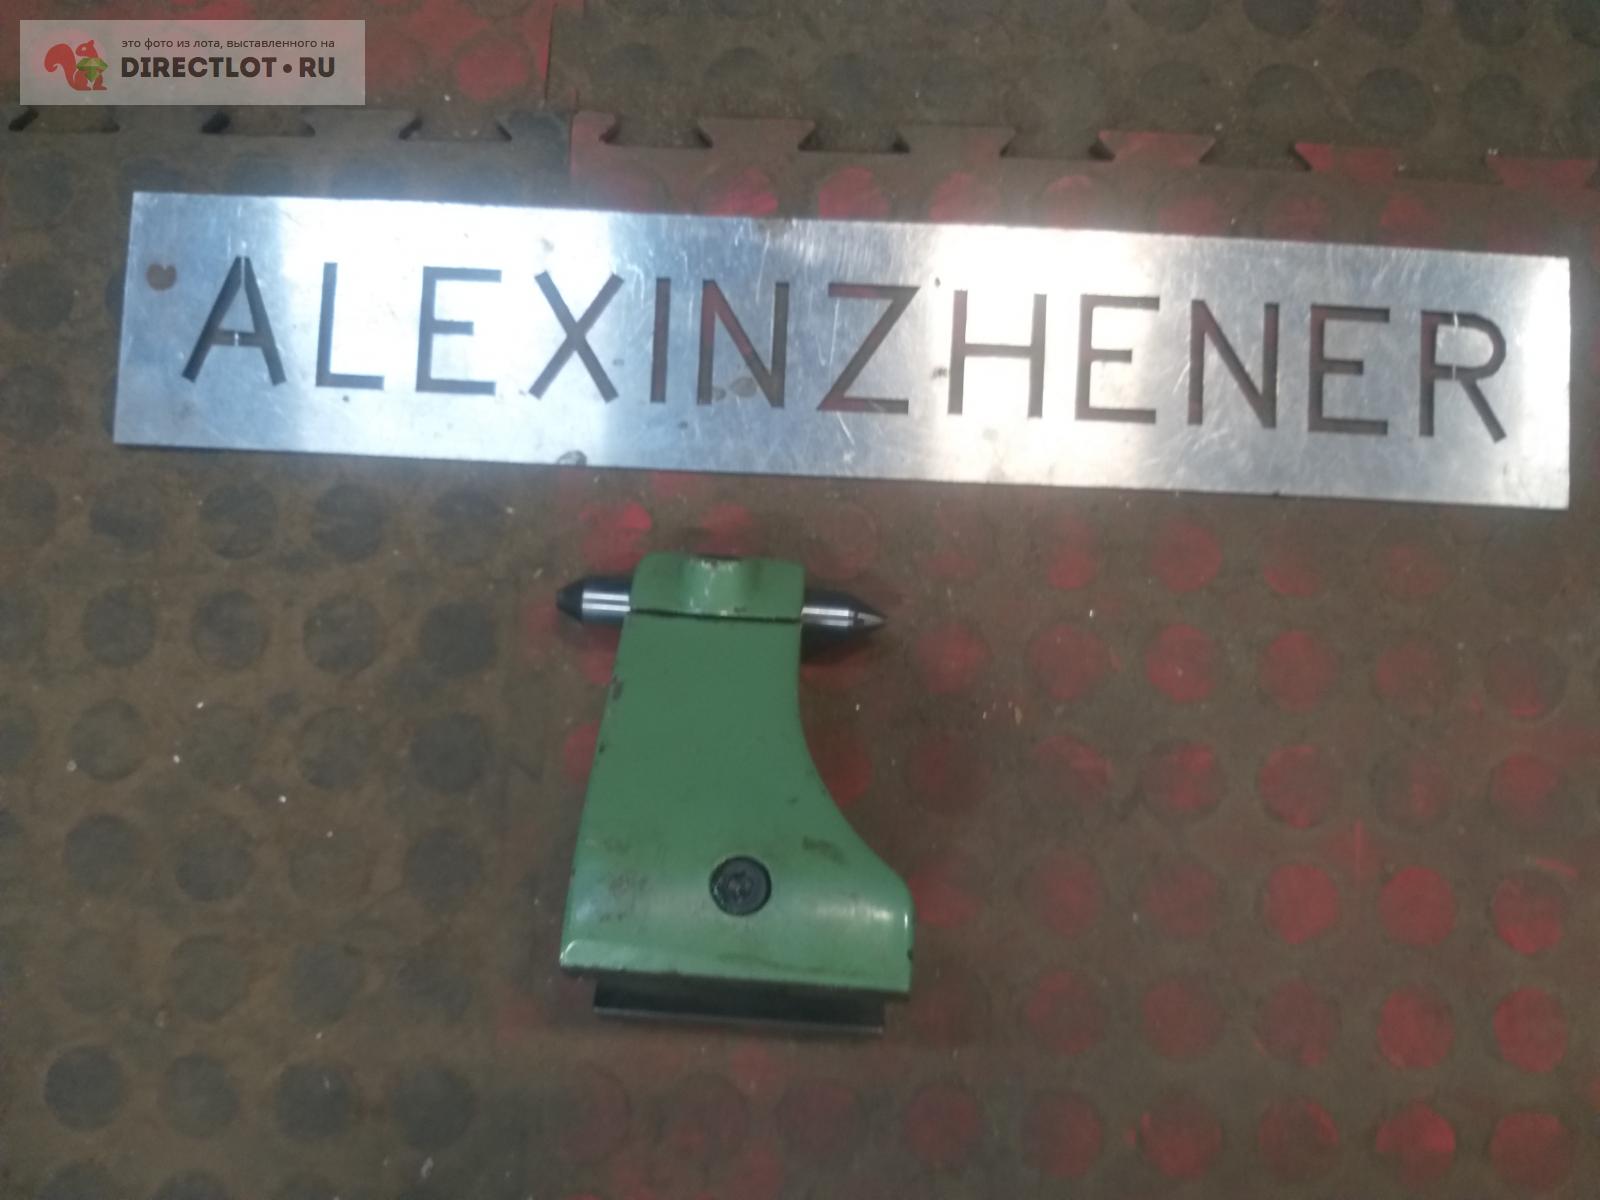 это фото из лота, выставленного на
DIRECTLOT•RU
ALEXINZHENER